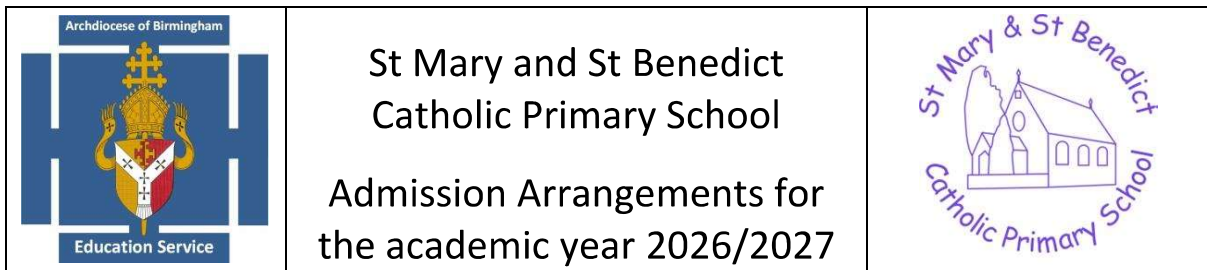 Archdiocese of Birmingham
Education Service
St Mary and St Benedict
Catholic Primary School
Admission Arrangements for
the academic year 2026/2027
St Mary & St Benedict
Catholic Primary School